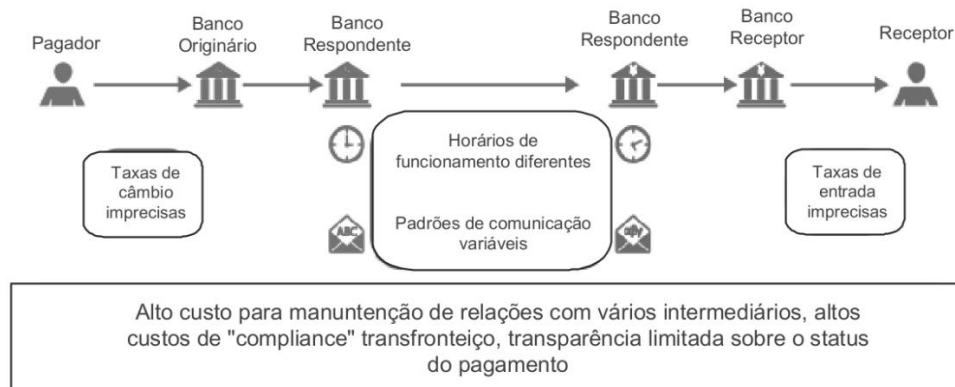 Pagador
Banco
Originário
Banco
Respondente
Banco
Respondente
Banco
Receptor
Receptor
Taxas de
câmbio
imprecisas
Horários de
funcionamento diferentes
Padrões de comunicação
variáveis
ABC
Taxas de
entrada
imprecisas
Alto custo para manuntenção de relações com vários intermediários, altos
custos de "compliance" transfronteiço, transparência limitada sobre o status
do pagamento